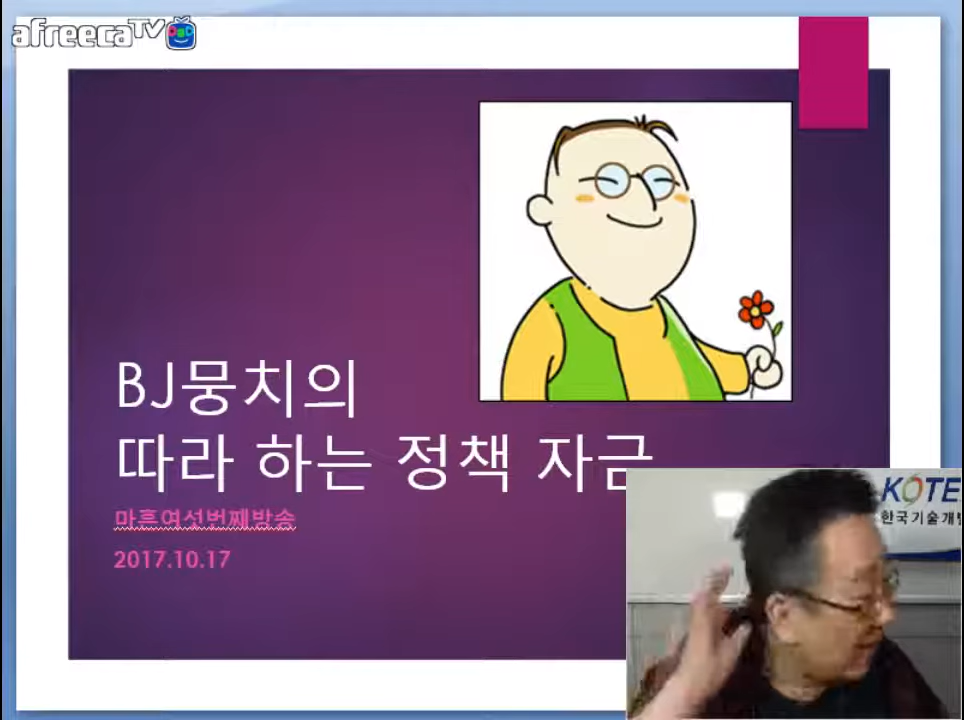 afreecaTV
BJ뭉치의
따라 하는 정책 자금
마흔여섯번째방송
2017.10.17
KOTE
한국기술개발